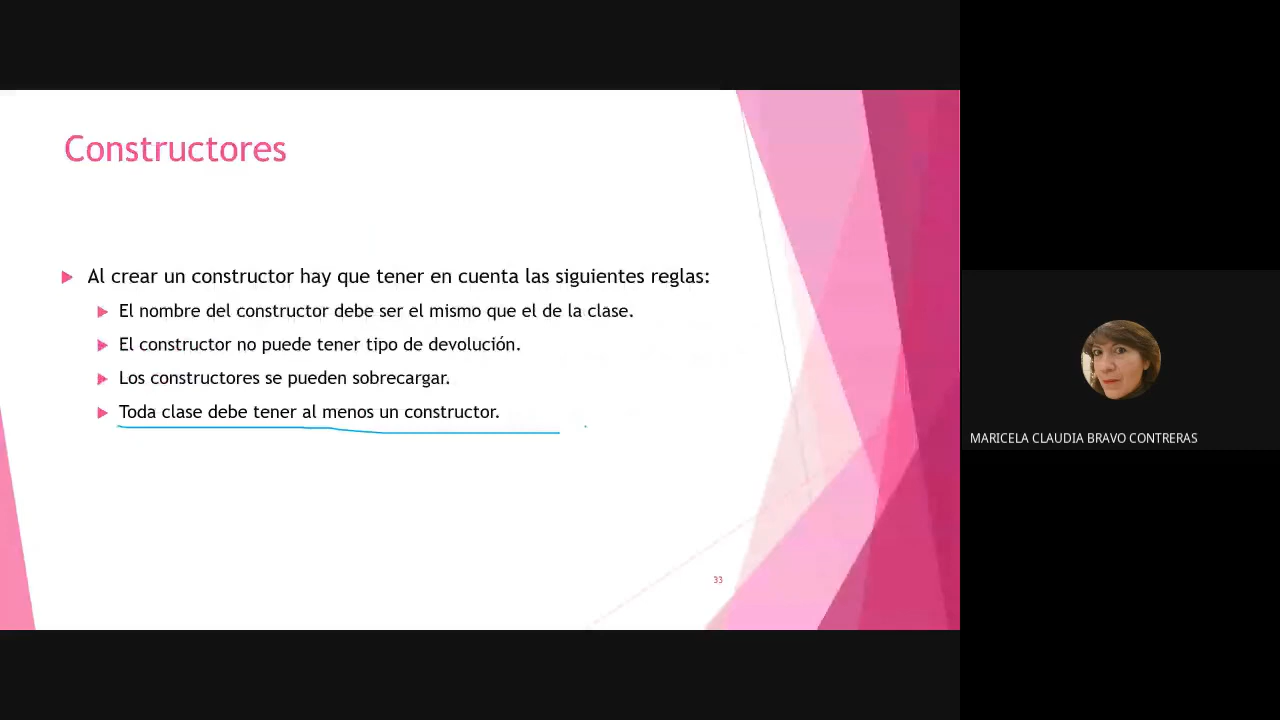 Constructores
Al crear un constructor hay que tener en cuenta las siguientes reglas:
El nombre del constructor debe ser el mismo que el de la clase.
El constructor no puede tener tipo de devolución.
Los constructores se pueden sobrecargar.
Toda clase debe tener al menos un constructor.
33
MARICELA CLAUDIA BRAVO CONTRERAS